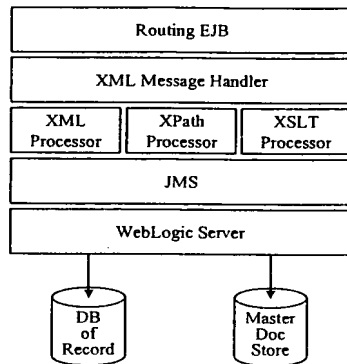 Routing EJB
XML Message Handler
XML
Processor
XPath
Processor
XSLT
Processor
JMS
WebLogic Server
DB
of
Record
Master
Doc
Store